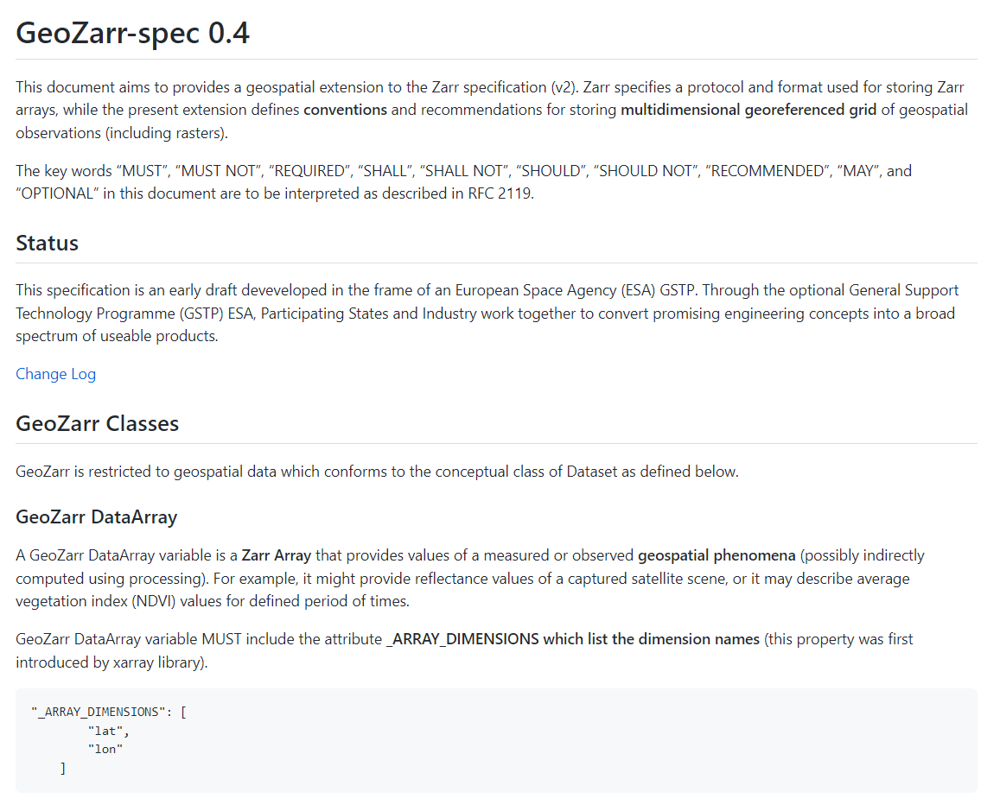 GeoZarr-spec 0.4
This document aims to provides a geospatial extension to the Zarr specification (v2). Zarr specifies a protocol and format used for storing Zarr
arrays, while the present extension defines conventions and recommendations for storing multidimensional georeferenced grid of geospatial
observations (including rasters).
The key words “MUST”, “MUST NOT”, “REQUIRED”, “SHALL”, “SHALL NOT”, “SHOULD”, “SHOULD NOT”, “RECOMMENDED”, “MAY”, and
“OPTIONAL” in this document are to be interpreted as described in RFC 2119.
Status
This specification is an early draft deveveloped in the frame of an European Space Agency (ESA) GSTP. Through the optional General Support
Technology Programme (GSTP) ESA, Participating States and Industry work together to convert promising engineering concepts into a broad
spectrum of useable products.
Change Log
GeoZarr Classes
GeoZarr is restricted to geospatial data which conforms to the conceptual class of Dataset as defined below.
GeoZarr DataArray
A GeoZarr DataArray variable is a Zarr Array that provides values of a measured or observed geospatial phenomena (possibly indirectly
computed using processing). For example, it might provide reflectance values of a captured satellite scene, or it may describe average
vegetation index (NDVI) values for defined period of times.
GeoZarr DataArray variable MUST include the attribute _ARRAY_DIMENSIONS which list the dimension names (this property was first
introduced by xarray library).
"_ARRAY_DIMENSIONS": [
"lat",
"lon"
]